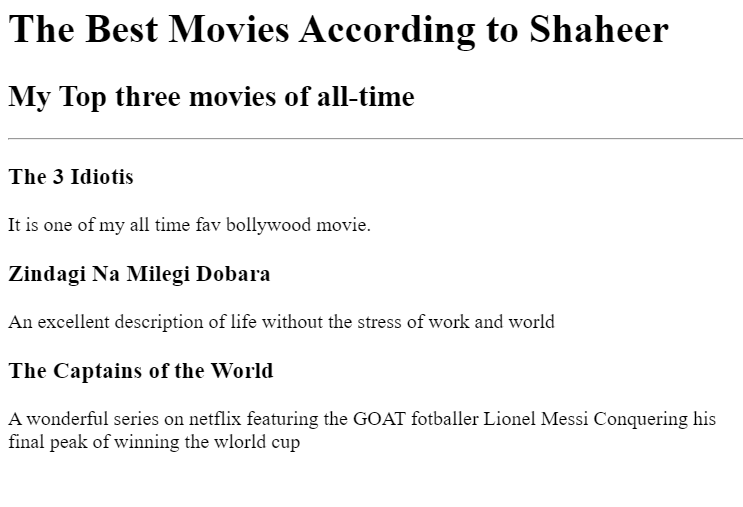 The Best Movies According to Shaheer
My Top three movies of all-time
The 3 Idiotis
It is one of my all time fav bollywood movie.
Zindagi Na Milegi Dobara
An excellent description of life without the stress of work and world
The Captains of the World
A wonderful series on netflix featuring the GOAT fotballer Lionel Messi Conquering his
final peak of winning the wlorld cup